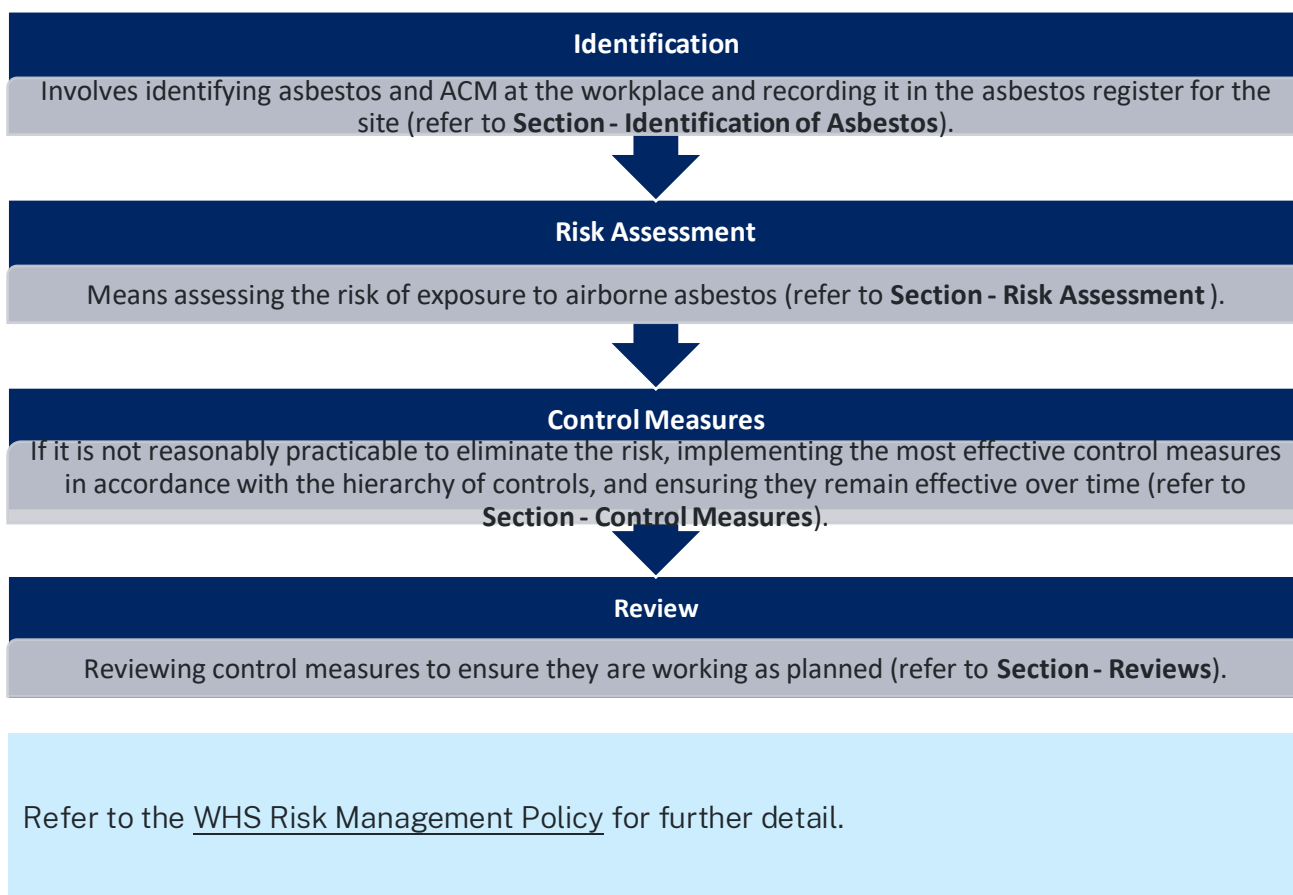 Identification
Involves identifying asbestos and ACM at the workplace and recording it in the asbestos register for the
site (refer to Section - Identification of Asbestos).
Risk Assessment
Means assessing the risk of exposure to airborne asbestos (refer to Section - Risk Assessment ).
Control Measures
If it is not reasonably practicable to eliminate the risk, implementing the most effective control measures
in accordance with the hierarchy of controls, and ensuring they remain effective over time (refer to
Section - Control Measures).
Review
Reviewing control measures to ensure they are working as planned (refer to Section - Reviews).
Refer to the WHS Risk Management Policy for further detail.